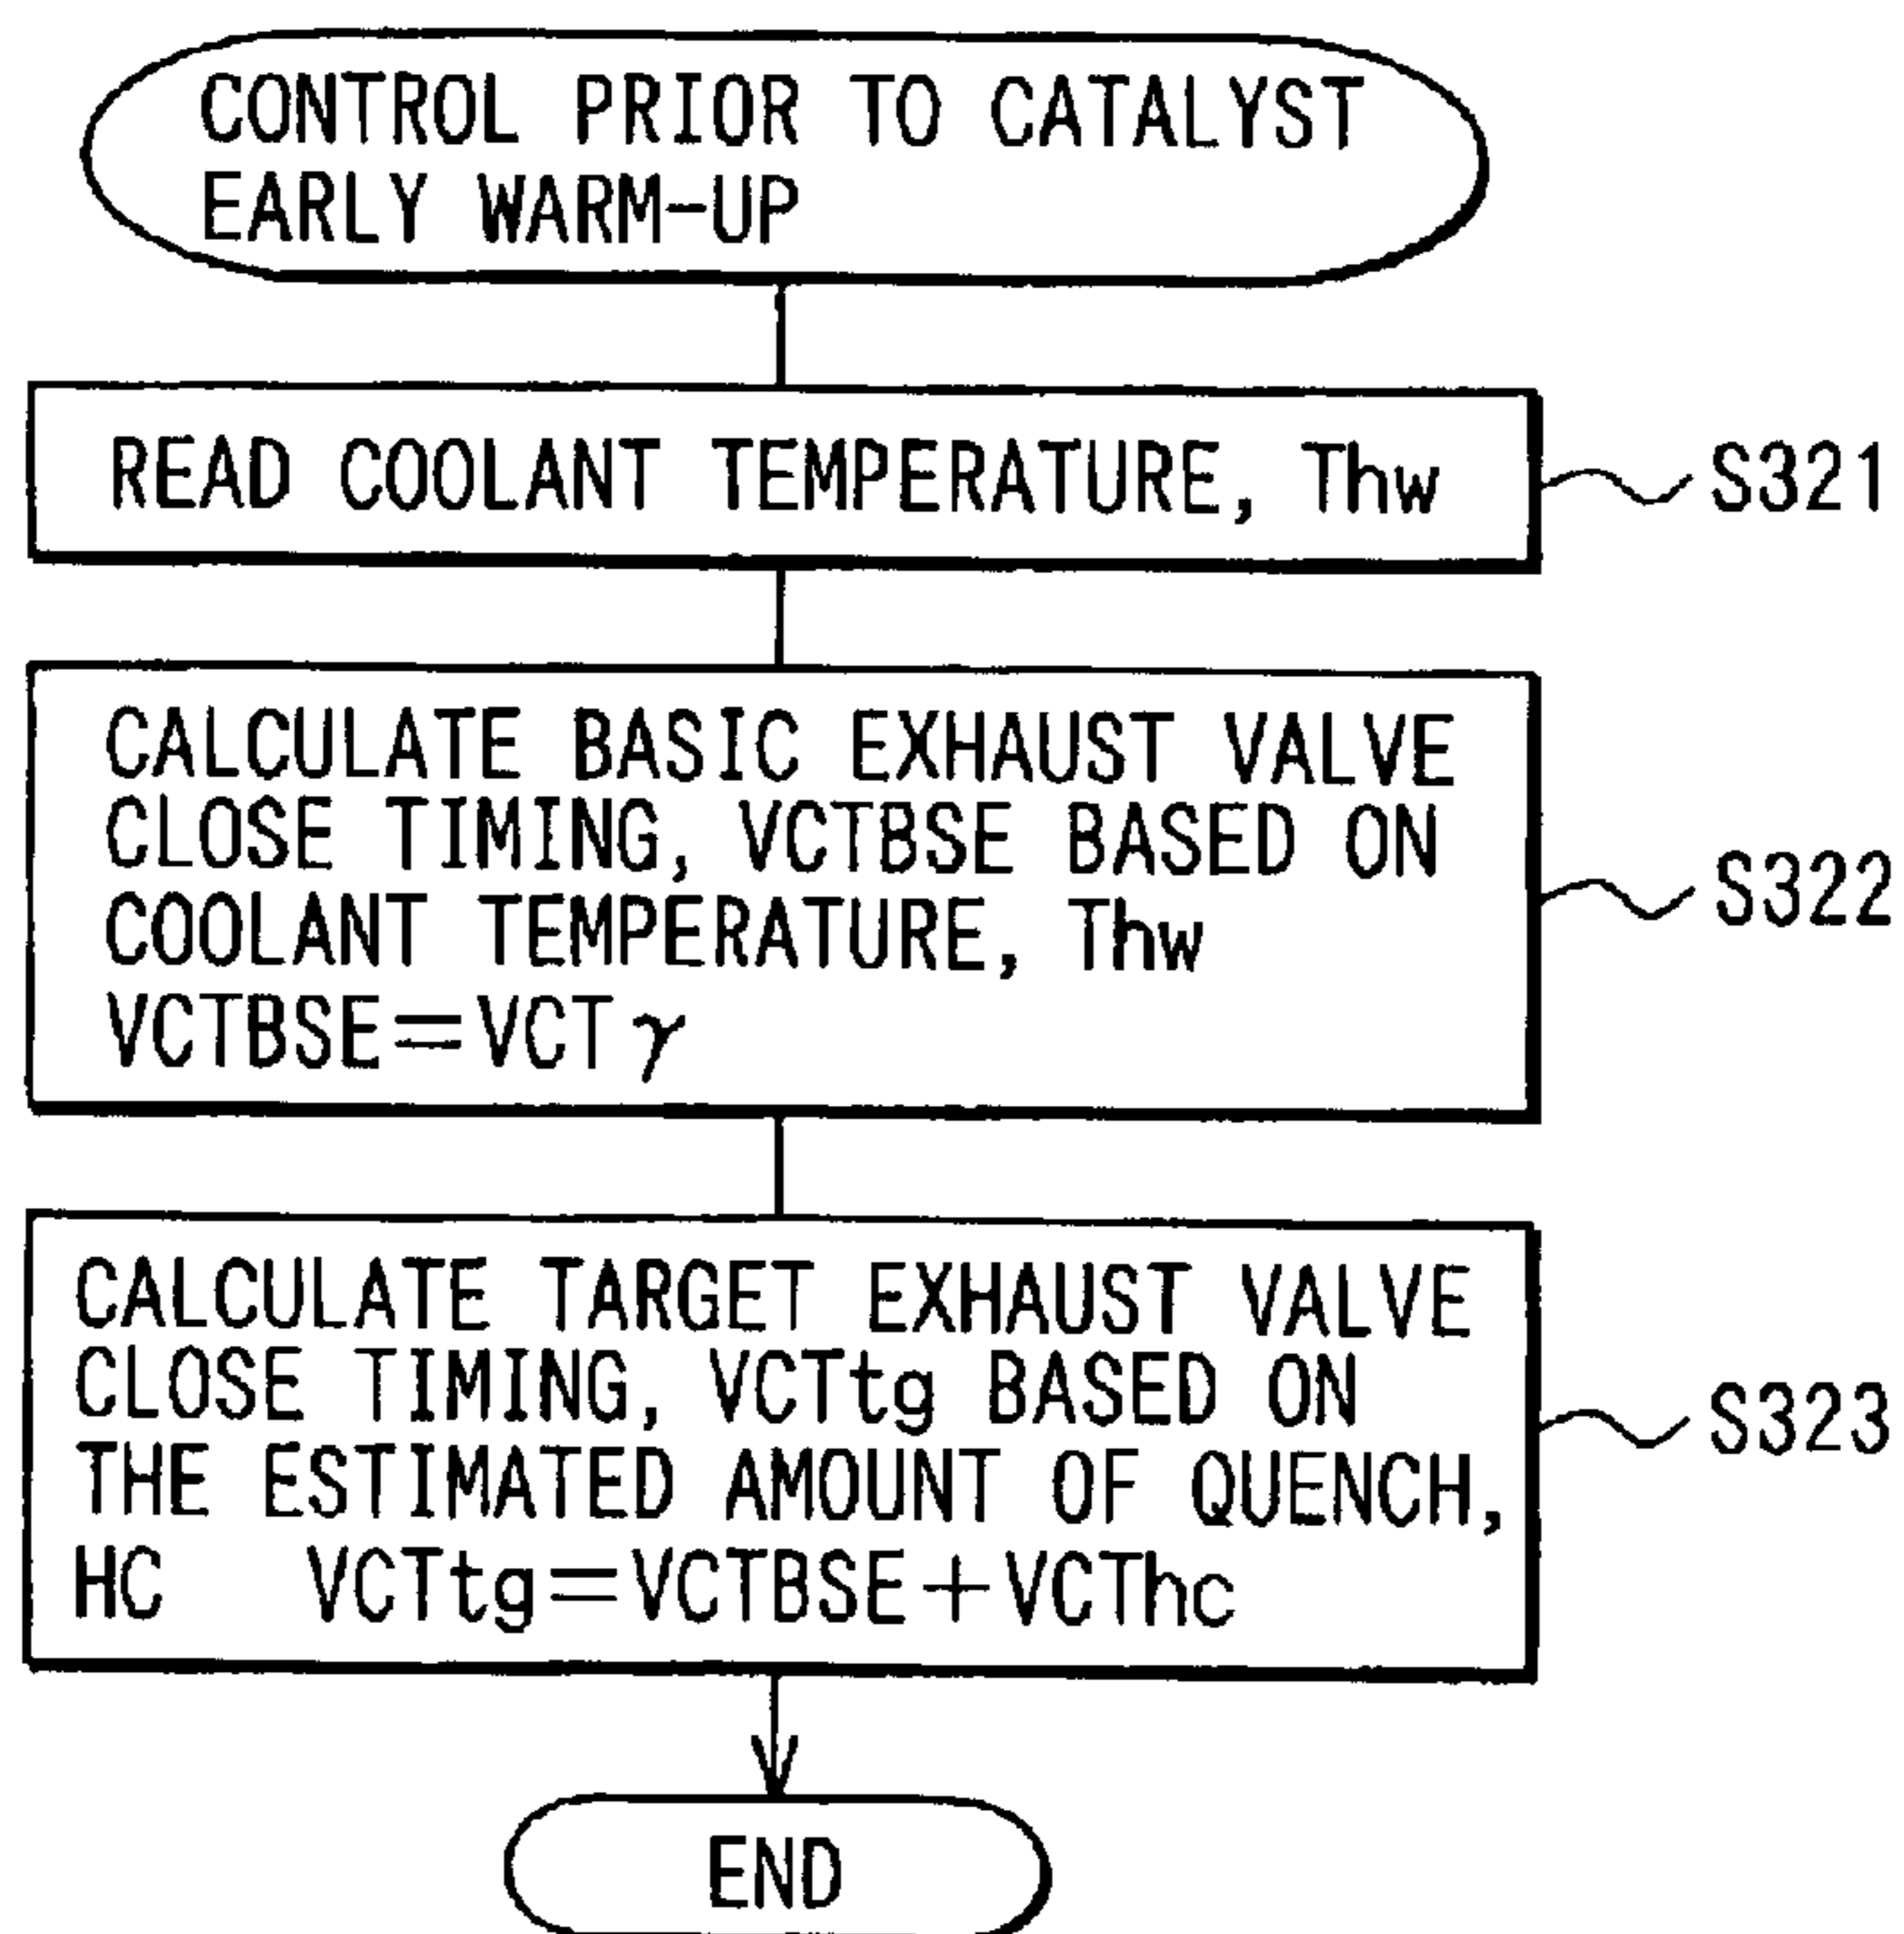 CONTROL PRIOR TO CATALYST
EARLY WARM-UP
READ COOLANT TEMPERATURE, Thw
S321
CALCULATE BASIC EXHAUST VALVE
CLOSE TIMING, VCTBSE BASED ON
COOLANT TEMPERATURE, Thw
VCTBSE=VCTγ
S322
CALCULATE TARGET EXHAUST VALVE
CLOSE TIMING, VCTtg BASED ON
THE ESTIMATED AMOUNT OF QUENCH,
HC VCTtg=VCTBSE+VCThc
S323
END